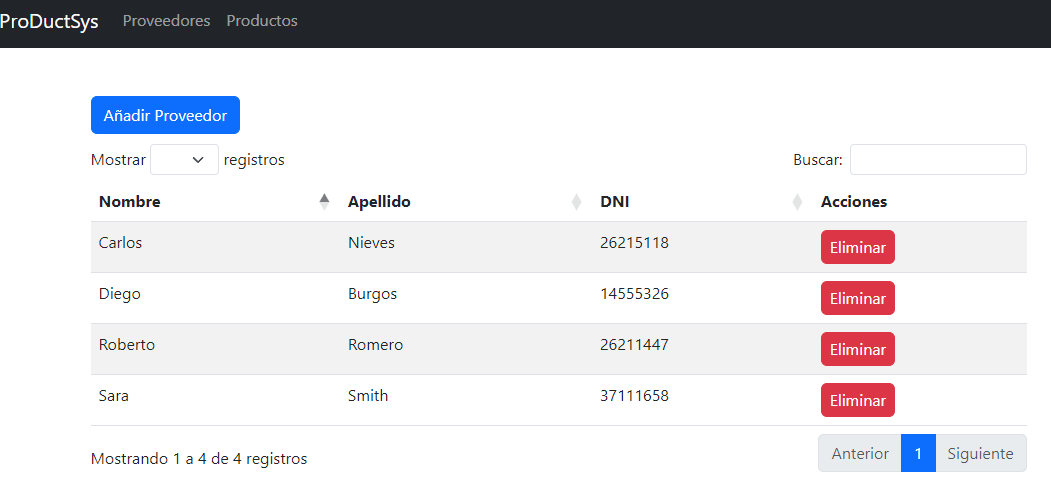 ProDuctSys Proveedores Productos
Añadir Proveedor
Mostrar registros Buscar:
Nombre Apellido DNI Acciones
Carlos Nieves 26215118 Eliminar
Diego Burgos 14555326 Eliminar
Roberto Romero 26211447 Eliminar
Sara Smith 37111658 Eliminar
Mostrando 1 a 4 de 4 registros Anterior 1 Siguiente